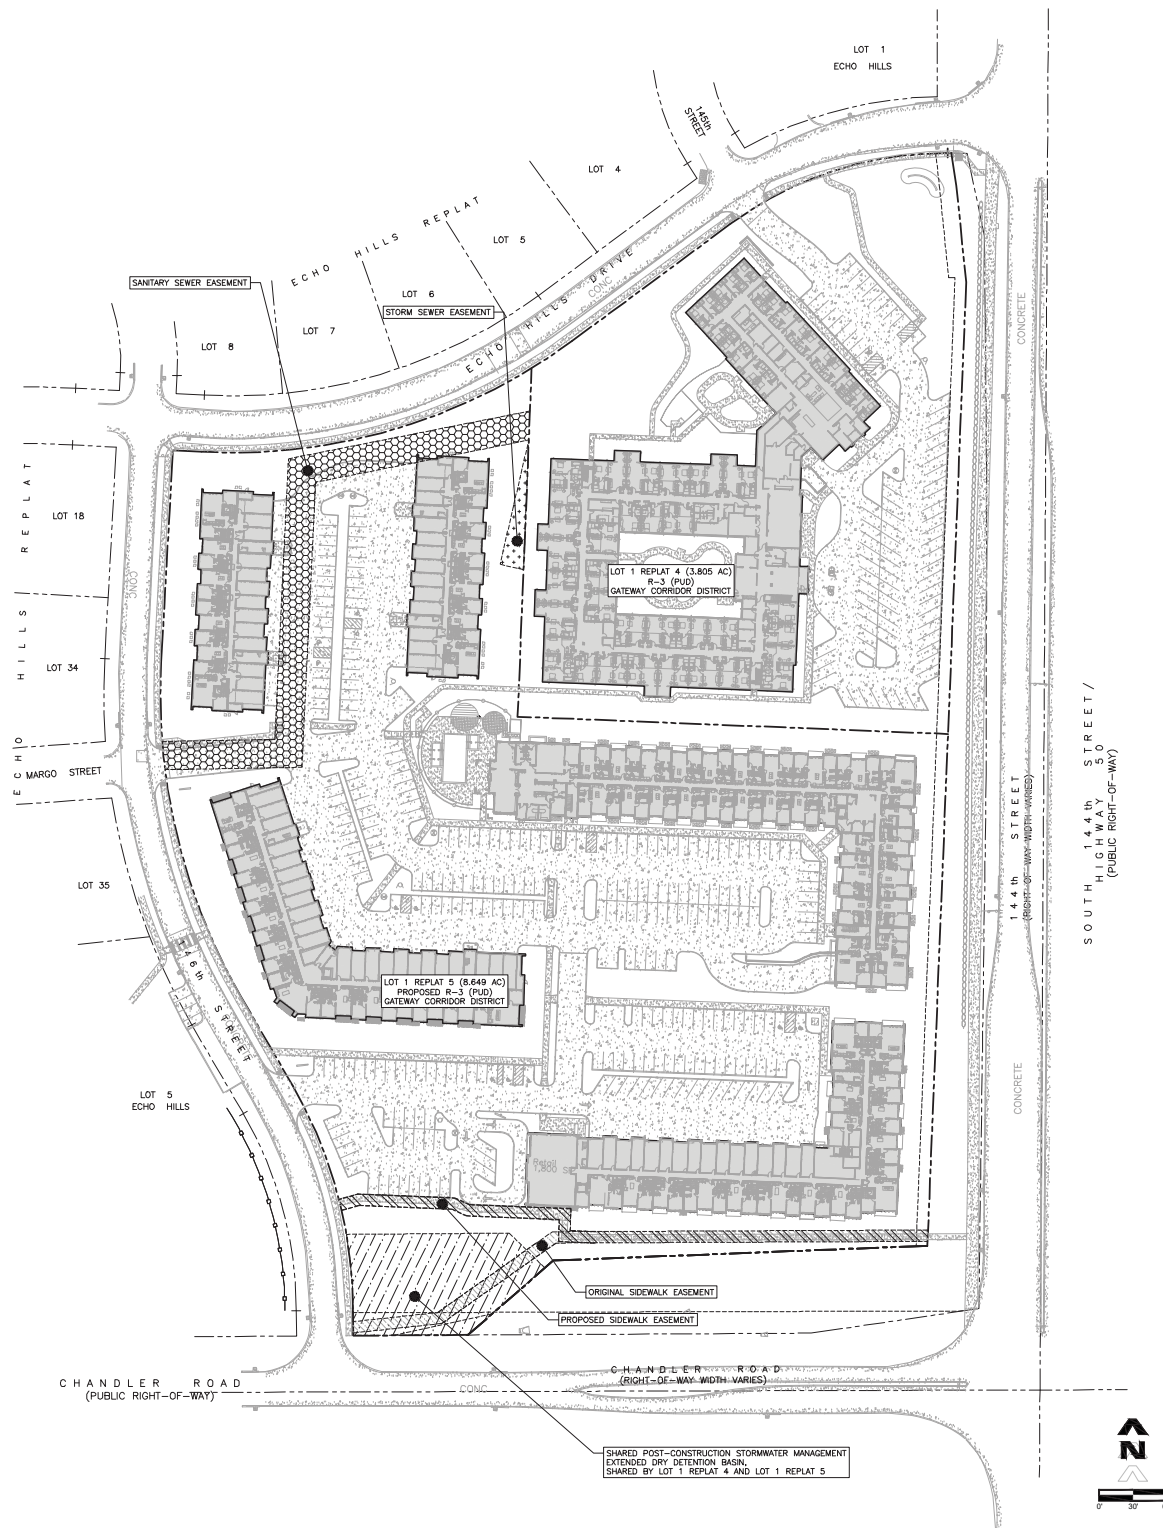 LOT 1
ECHO HILLS
145th
STREET
LOT 4
ECHO HILLS REPLAT
LOT 5
SANITARY SEWER EASEMENT
LOT 6
STORM SEWER EASEMENT
LOT 7
LOT 8
ECHO HILLS DRIVE
CONC
CONCRETE
ECHO HILLS REPLAT
LOT 18
CONC
LOT 1 REPLAT 4 (3.805 AC)
R-3 (PUD)
GATEWAY CORRIDOR DISTRICT
LOT 34
MARGO STREET
144th STREET
(RIGHT-OF-WAY WIDTH VARIES)
SOUTH 144th STREET/
HIGHWAY 50
(PUBLIC RIGHT-OF-WAY)
LOT 35
146th STREET
LOT 1 REPLAT 5 (8.649 AC)
PROPOSED R-3 (PUD)
GATEWAY CORRIDOR DISTRICT
LOT 5
ECHO HILLS
CONCRETE
Retail
ORIGINAL SIDEWALK EASEMENT
PROPOSED SIDEWALK EASEMENT
CHANDLER ROAD
(PUBLIC RIGHT-OF-WAY)
CHANDLER ROAD
(RIGHT-OF-WAY WIDTH VARIES)
CONC
SHARED POST-CONSTRUCTION STORMWATER MANAGEMENT
EXTENDED DRY DETENTION BASIN.
SHARED BY LOT 1 REPLAT 4 AND LOT 1 REPLAT 5
N
0' 30'